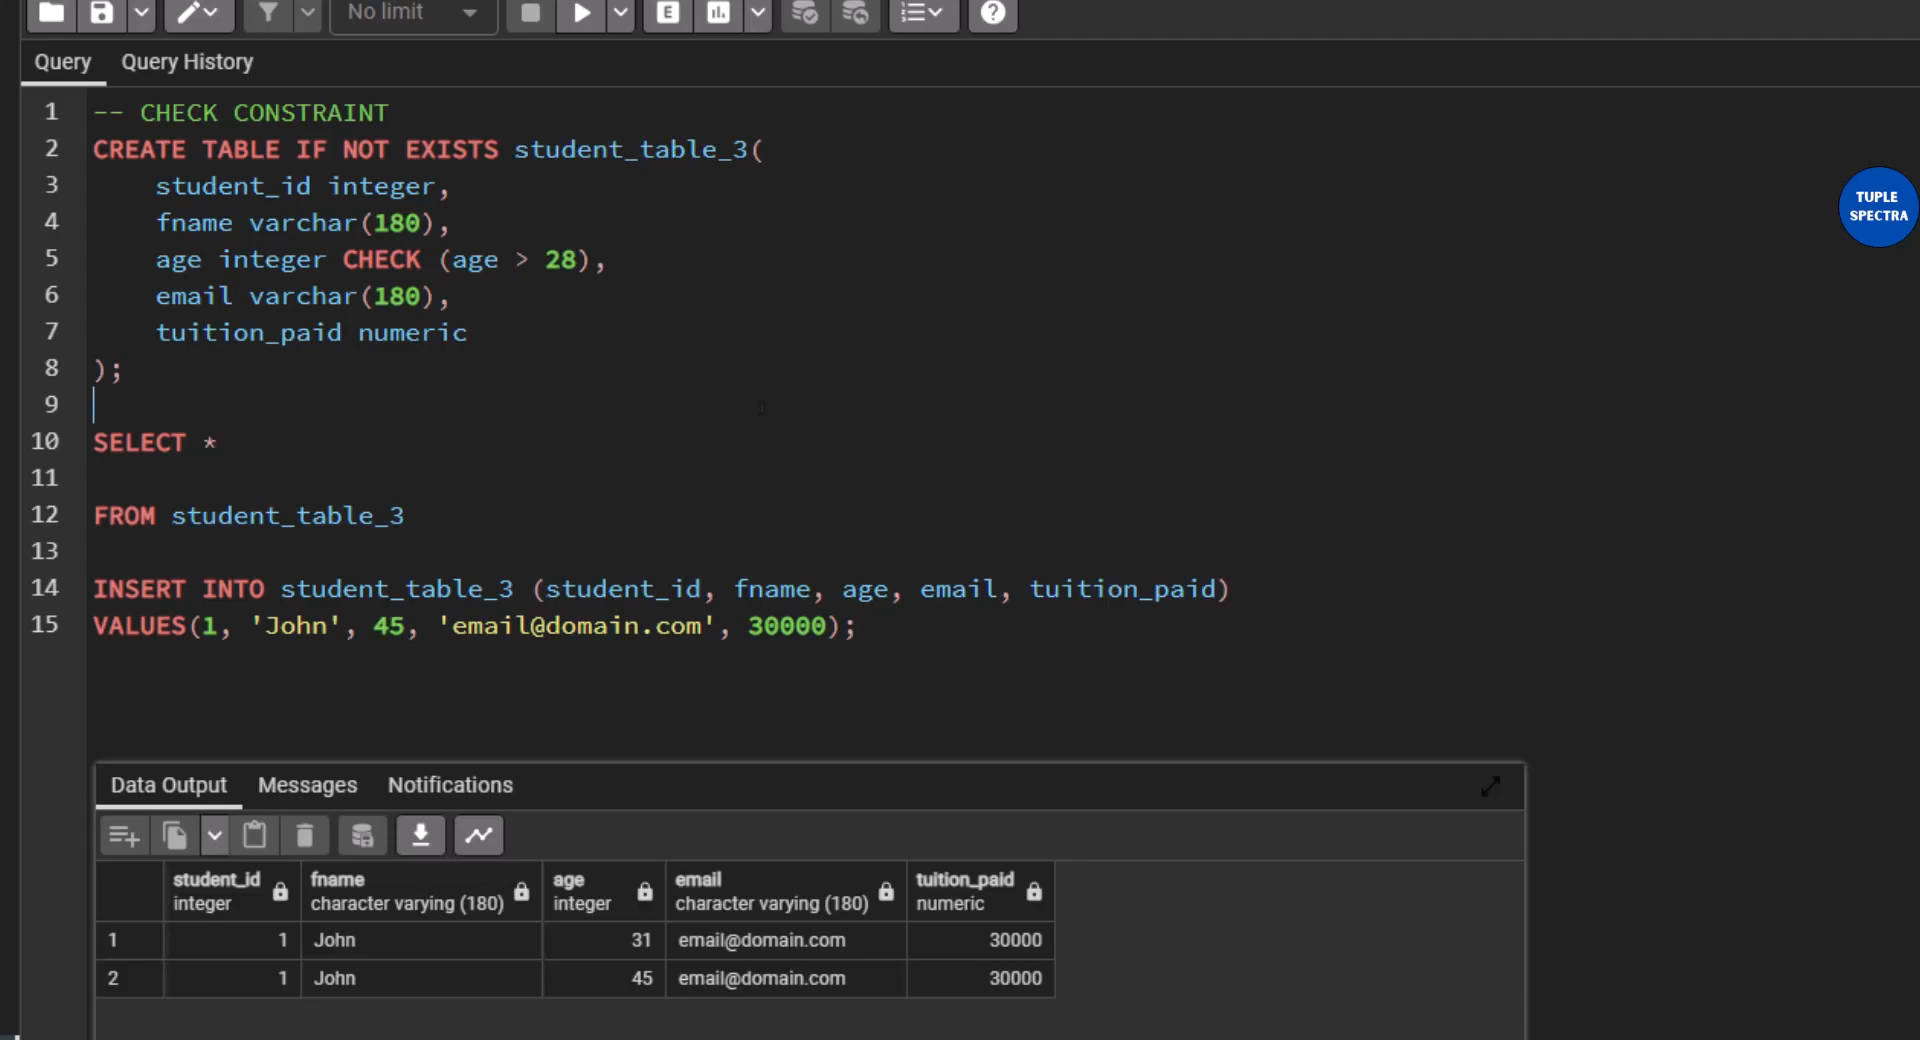 No limit
E
Query Query History
1 -- CHECK CONSTRAINT
2 CREATE TABLE IF NOT EXISTS student_table_3(
3 student_id integer,
4 fname varchar(180),
5 age integer CHECK (age > 28),
6 email varchar(180),
7 tuition_paid numeric
8 );
9
10 SELECT *
11
12 FROM student_table_3
13
14 INSERT INTO student_table_3 (student_id, fname, age, email, tuition_paid)
15 VALUES(1, 'John', 45, 'email@domain.com', 30000);
TUPLE
SPECTRA
Data Output Messages Notifications
student_id fname age email tuition_paid
integer character varying (180) integer character varying (180) numeric
1 1 John 31 email@domain.com 30000
2 1 John 45 email@domain.com 30000